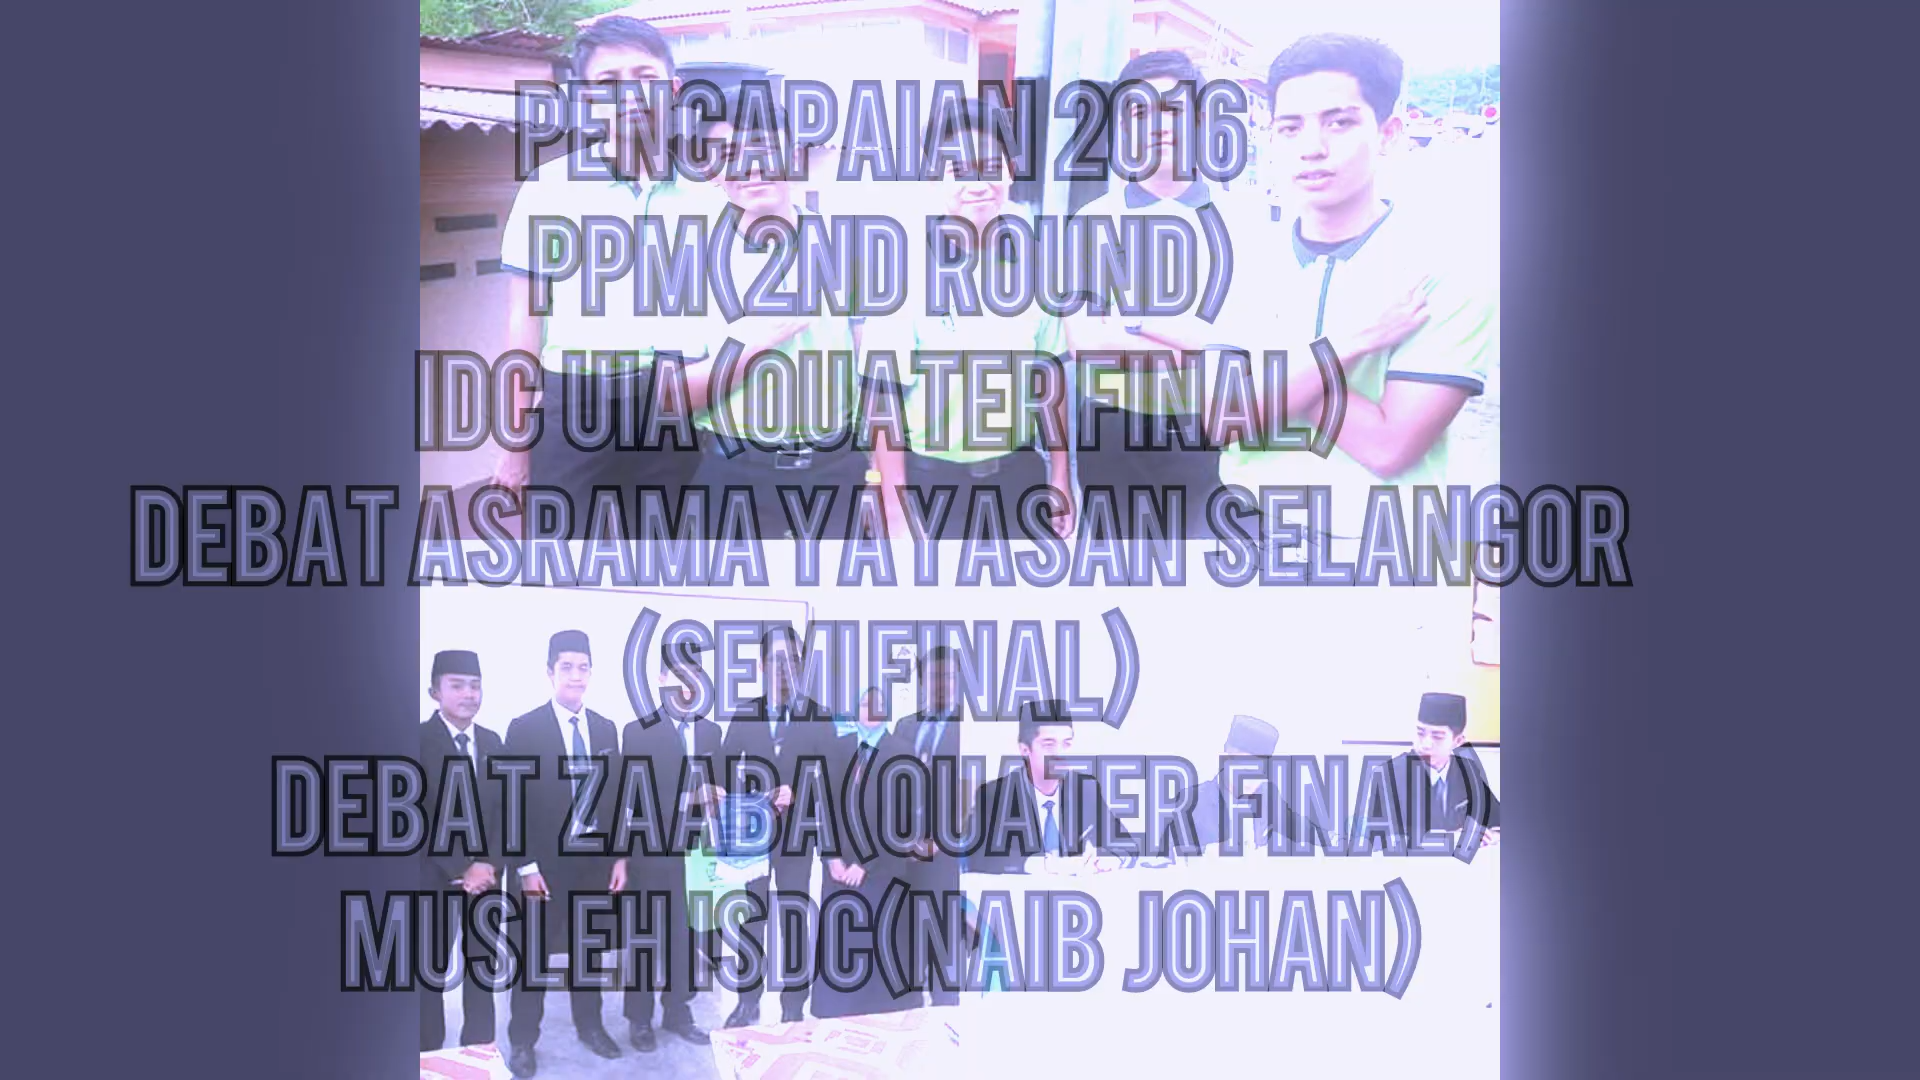 PENCAPAIAN 2016
PPM(2ND ROUND)
IDC UIA(QUATER FINAL)
DEBAT ASRAMA YAYASAN SELANGOR
(SEMIFINAL)
DEBAT ZAABA(QUATER FINAL)
MUSLEH ISDC(NAIB JOHAN)